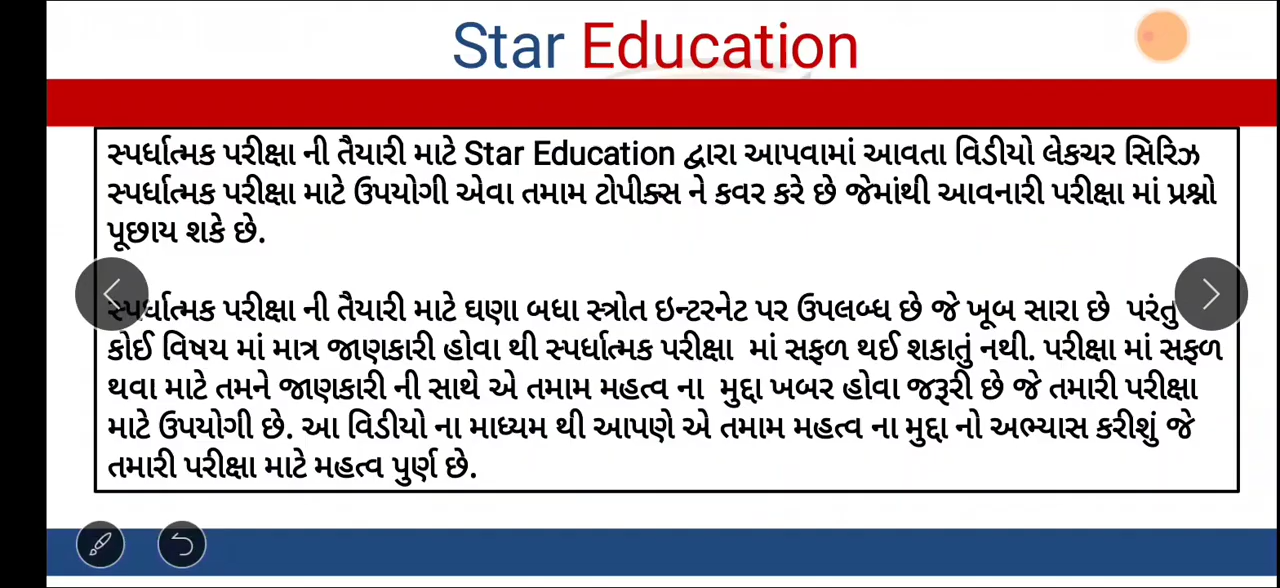 Star Education
સ્પર્ધાત્મક પરીક્ષા ની તૈયારી માટે Star Education દ્વારા આપવામાં આવતા વિડીયો લેકચર સિરિઝ
સ્પર્ધાત્મક પરીક્ષા માટે ઉપયોગી એવા તમામ ટોપીક્સ ને કવર કરે છે જેમાંથી આવનારી પરીક્ષા માં પ્રશ્નો
પૂછાય શકે છે.
સ્પર્ધાત્મક પરીક્ષા ની તૈયારી માટે ઘણા બધા સ્ત્રોત ઇન્ટરનેટ પર ઉપલબ્ધ છે જે ખૂબ સારા છે પરંતુ
કોઈ વિષય માં માત્ર જાણકારી હોવા થી સ્પર્ધાત્મક પરીક્ષા માં સફળ થઈ શકાતું નથી. પરીક્ષા માં સફળ
થવા માટે તમને જાણકારી ની સાથે એ તમામ મહત્વ ના મુદ્દા ખબર હોવા જરૂરી છે જે તમારી પરીક્ષા
માટે ઉપયોગી છે. આ વિડીયો ના માધ્યમ થી આપણે એ તમામ મહત્વ ના મુદ્દા નો અભ્યાસ કરીશું જે
તમારી પરીક્ષા માટે મહત્વ પુર્ણ છે.